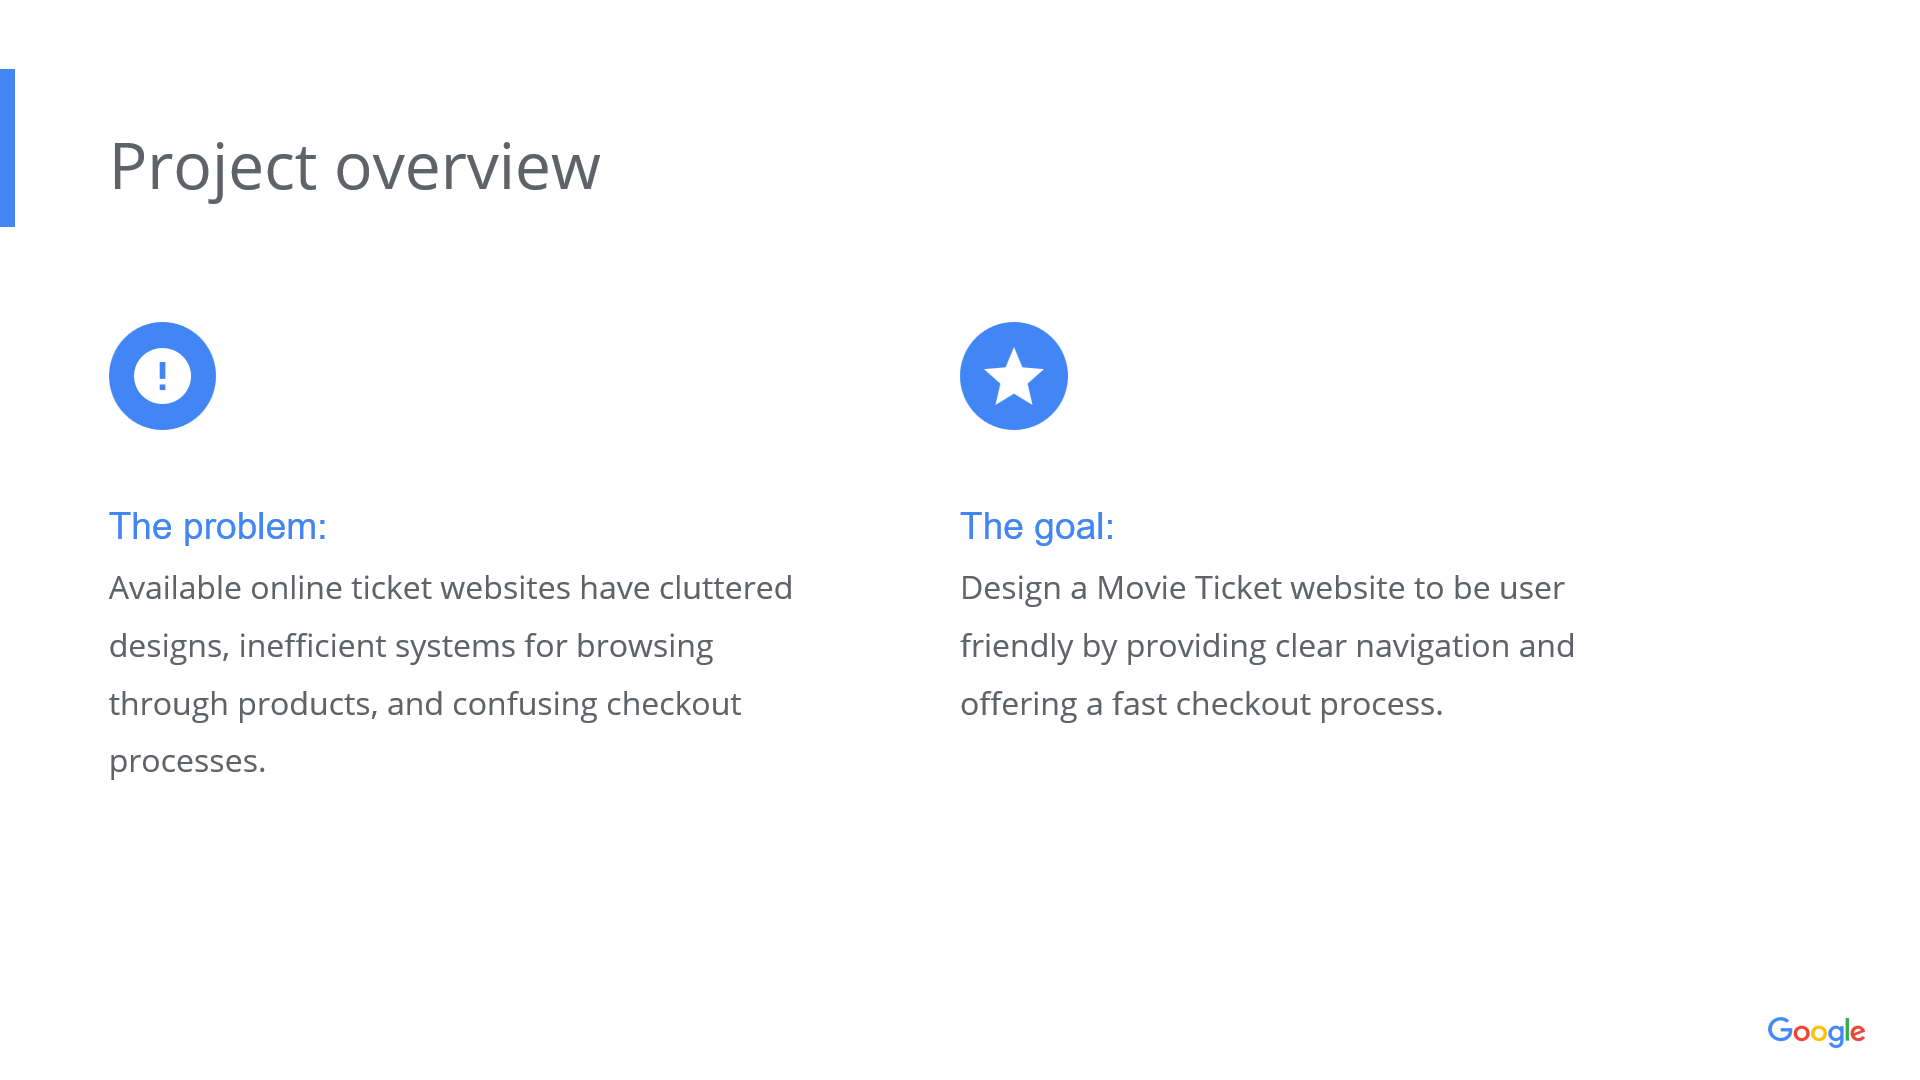 Project overview
!
The problem:
Available online ticket websites have cluttered
designs, inefficient systems for browsing
through products, and confusing checkout
processes.
The goal:
Design a Movie Ticket website to be user
friendly by providing clear navigation and
offering a fast checkout process.
Google